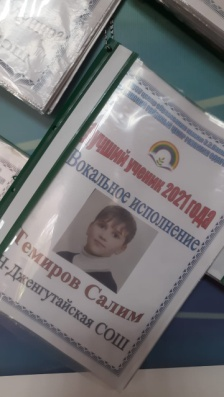 Лучший ученик 2021 года
Вокальное исполнение
Темиров Салим
Н-Дженгутайская СОШ